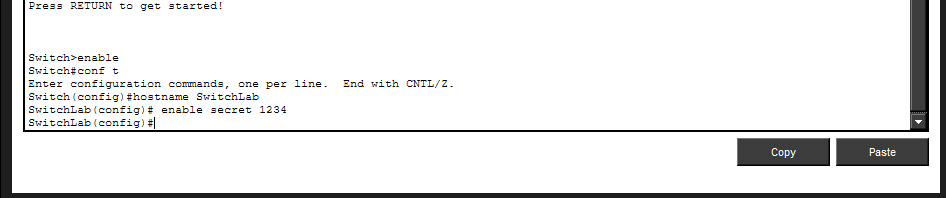 Press RETURN to get started!
Switch>enable
Switch#conf t
Enter configuration commands, one per line.  End with CNTL/Z.
Switch(config)#hostname SwitchLab
SwitchLab(config)# enable secret 1234
SwitchLab(config)#
Copy
Paste